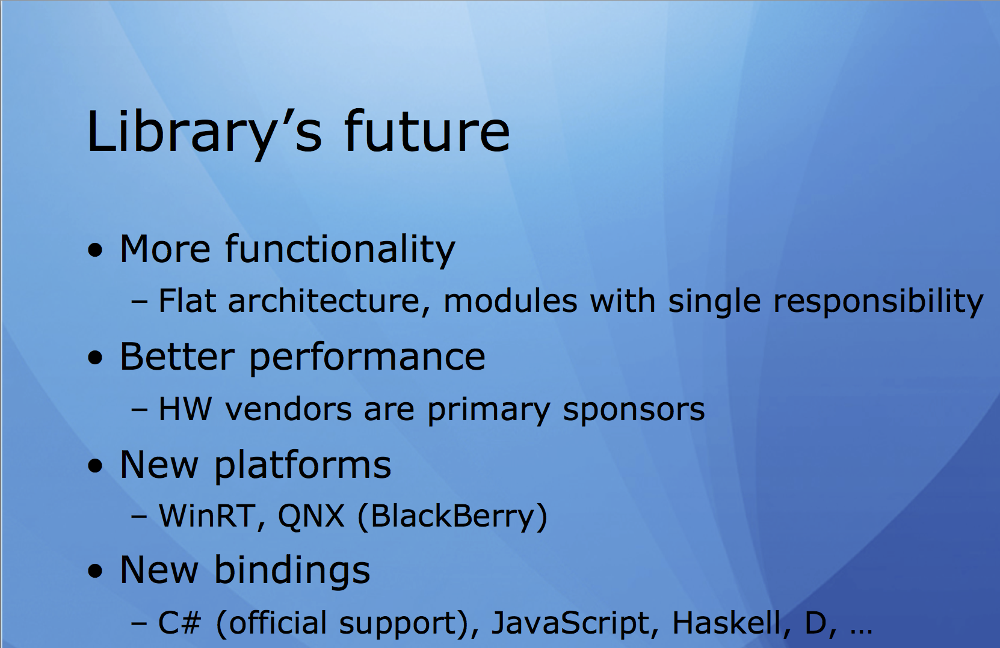 Library’s future
• More functionality
– Flat architecture, modules with single responsibility
• Better performance
– HW vendors are primary sponsors
• New platforms
– WinRT, QNX (BlackBerry)
• New bindings
– C# (official support), JavaScript, Haskell, D, …